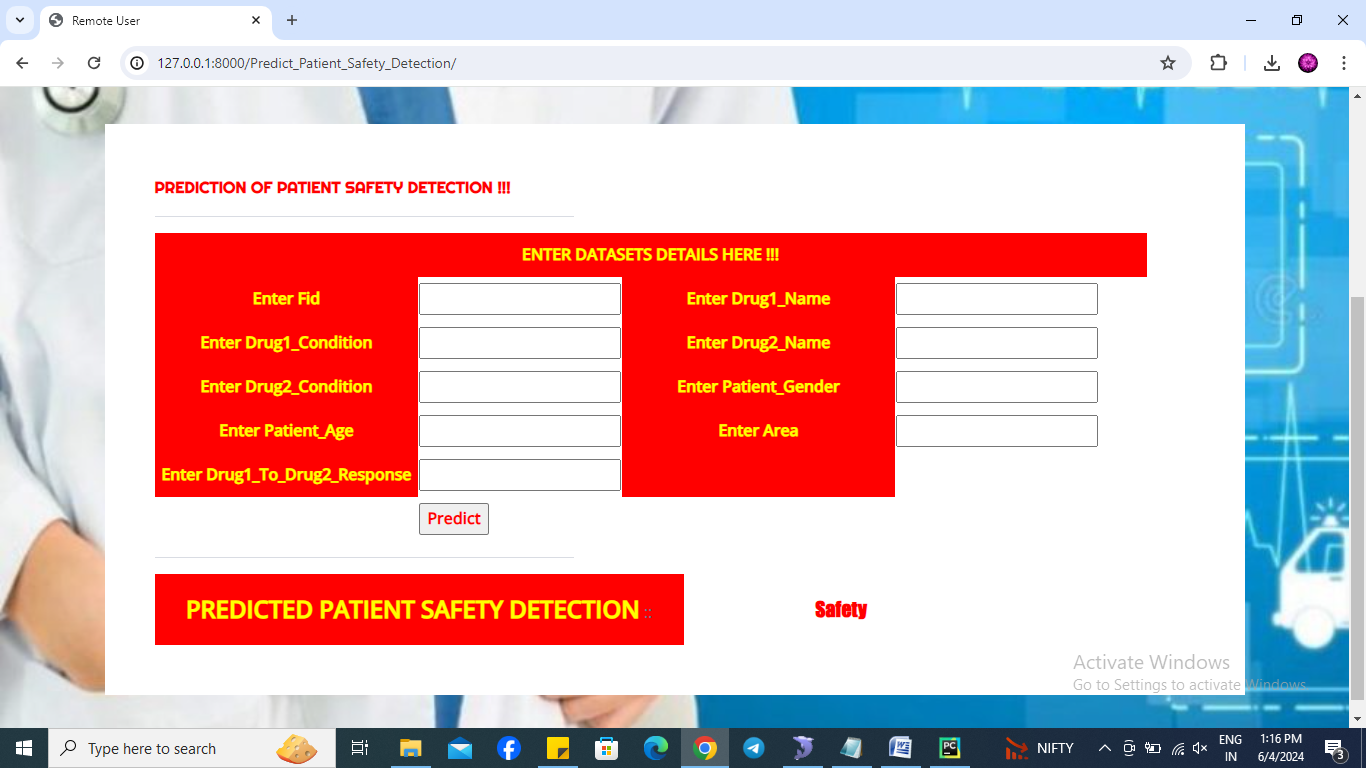 Remote User
127.0.0.1:8000/Predict_Patient_Safety_Detection/
PREDICTION OF PATIENT SAFETY DETECTION !!!
ENTER DATASETS DETAILS HERE !!!
Enter Fid
Enter Drug1_Name
Enter Drug1_Condition
Enter Drug2_Name
Enter Drug2_Condition
Enter Patient_Gender
Enter Patient_Age
Enter Area
Enter Drug1_To_Drug2_Response
Predict
PREDICTED PATIENT SAFETY DETECTION ::
Safety
Activate Windows
Go to Settings to activate Windows.
Type here to search
NIFTY
ENG
IN
1:16 PM
6/4/2024
3